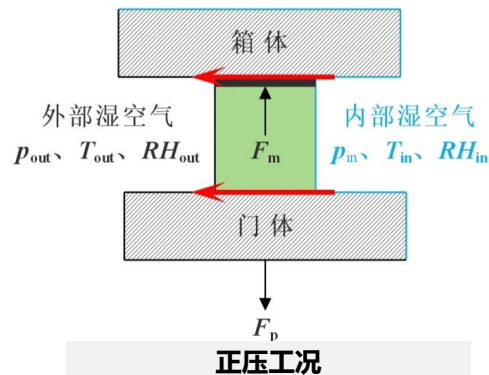 箱体
外部湿空气
内部湿空气
pout、Tout、RHout
Fm
pin、Tin、RHin
门体
Fp
正压工况